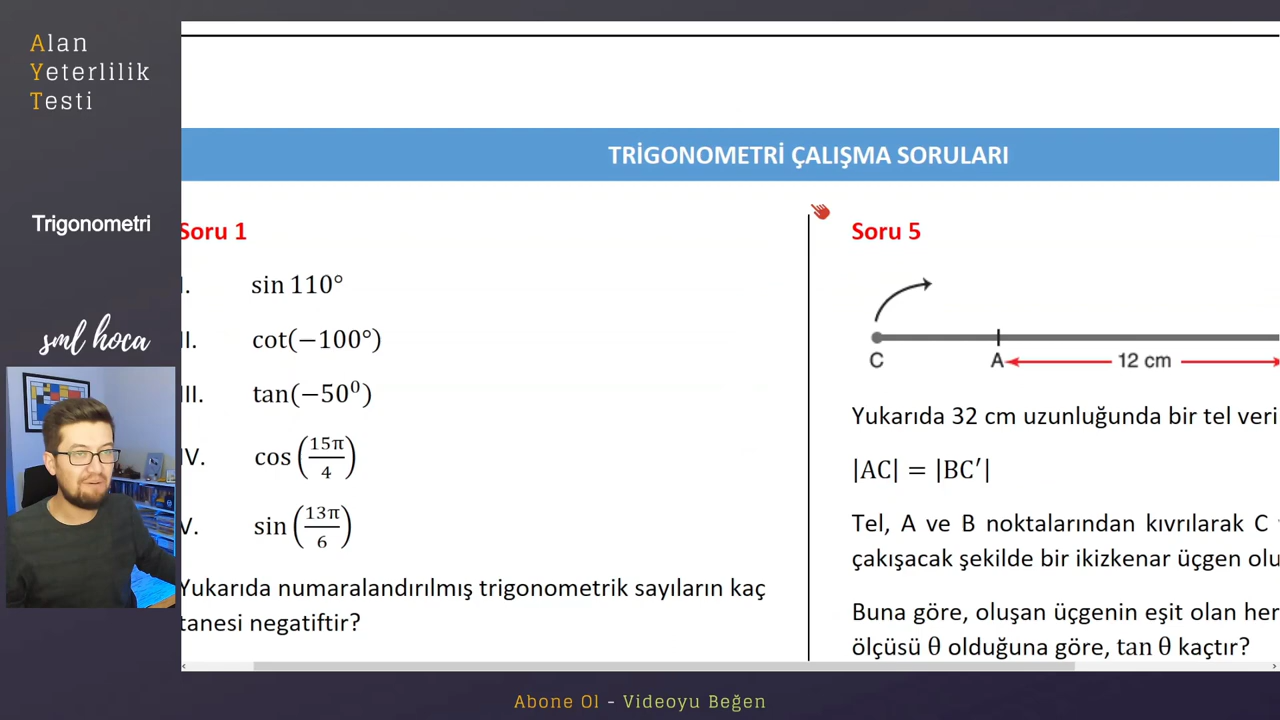 Alan
Yeterlilik
Testi
Trigonometri
sml hoca
TRİGONOMETRİ ÇALIŞMA SORULARI
Soru 1
I. sin 110°
II. cot(−100°)
III. tan(−50⁰)
IV. cos (15π/4)
V. sin (13π/6)
Yukarıda numaralandırılmış trigonometrik sayıların kaç
tanesi negatiftir?
Soru 5
C A 12 cm
Yukarıda 32 cm uzunluğunda bir tel veri
|AC| = |BC′|
Tel, A ve B noktalarından kıvrılarak C
çakışacak şekilde bir ikizkenar üçgen olu
Buna göre, oluşan üçgenin eşit olan her
ölçüsü θ olduğuna göre, tan θ kaçtır?
Abone Ol - Videoyu Beğen